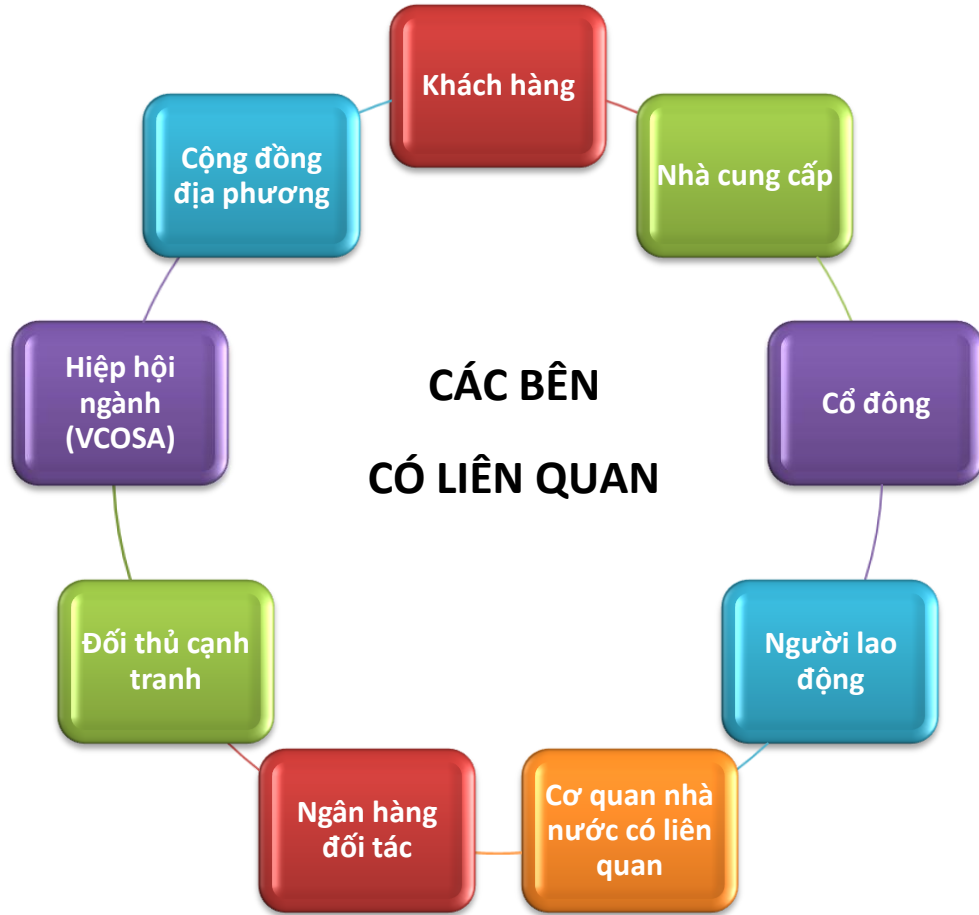 Khách hàng
Nhà cung cấp
Cổ đông
Người lao
động
Cơ quan nhà
nước có liên
quan
Ngân hàng
đối tác
Đối thủ cạnh
tranh
Hiệp hội
ngành
(VCOSA)
Cộng đồng
địa phương
CÁC BÊN
CÓ LIÊN QUAN